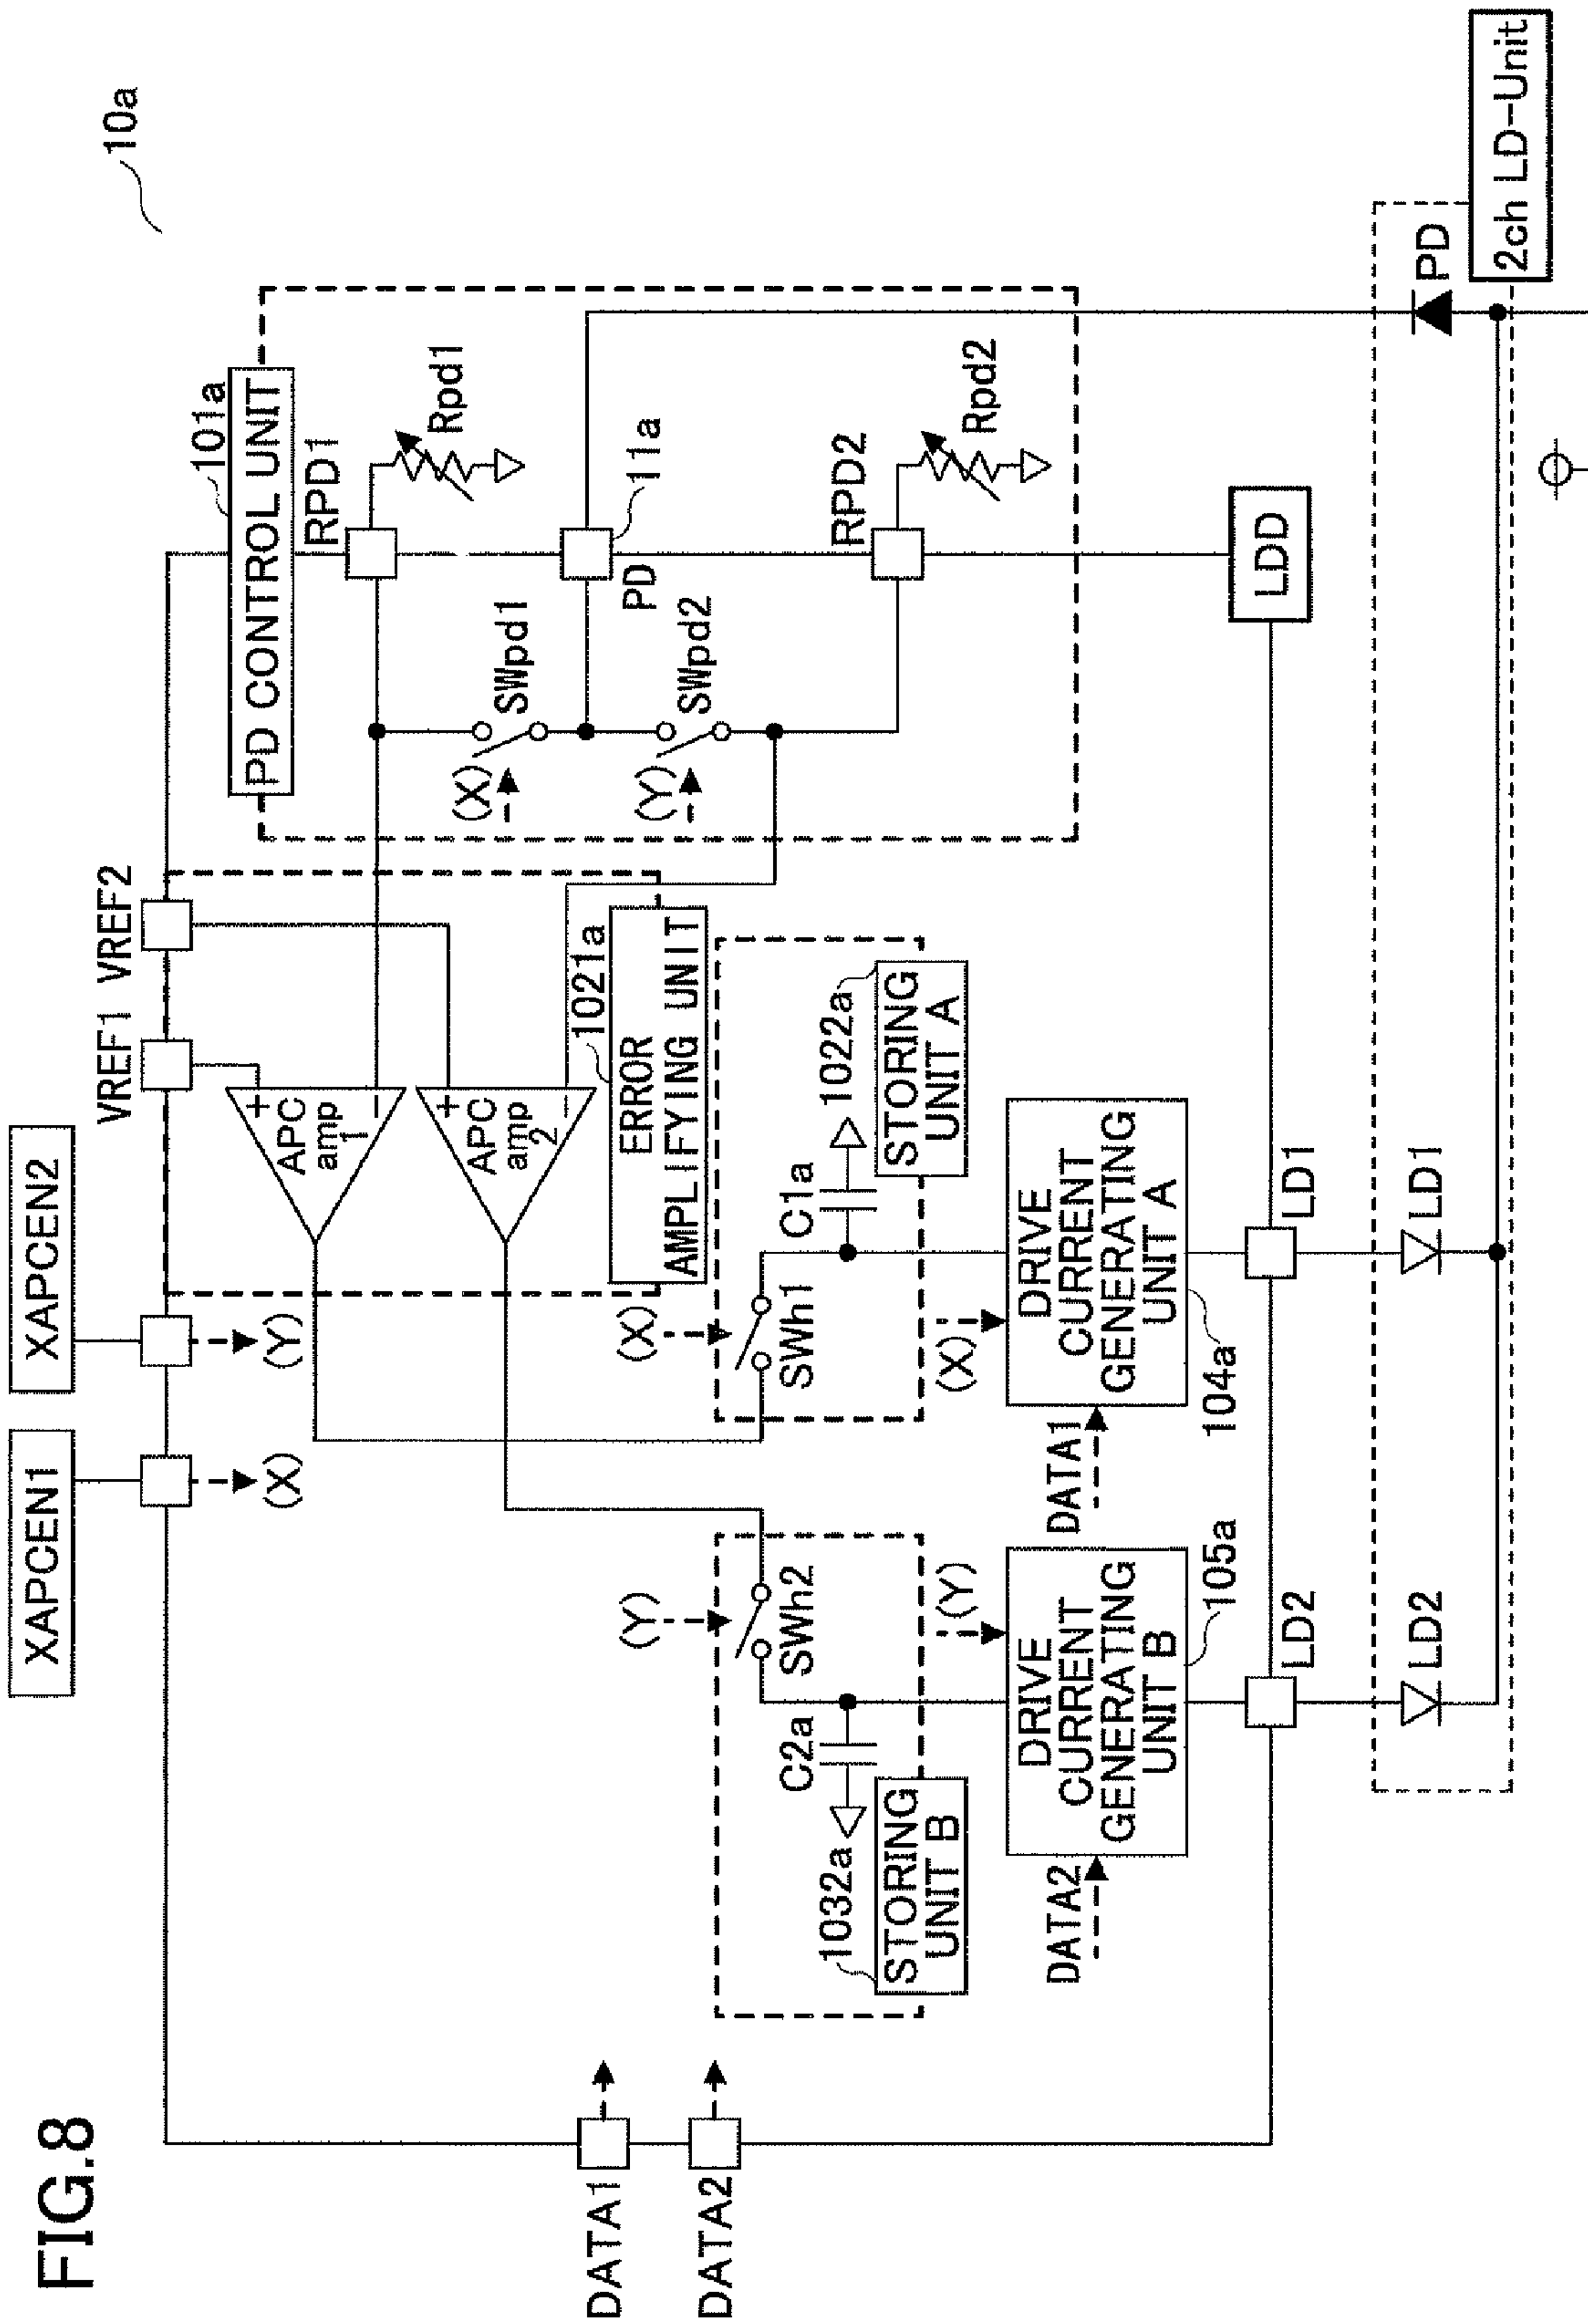 FIG.8
10a
XAPCEN1
XAPCEN2
VREF1
VREF2
(X)
(Y)
101a
PD CONTROL UNIT
RPD1
Rpd1
APC
amp
1
+
−
APC
amp
2
+
−
(X)
SWpd1
PD
11a
(Y)
SWpd2
RPD2
Rpd2
1021a
ERROR
AMPLIFYING UNIT
DATA1
DATA2
(Y)
SWh2
C2a
1032a
STORING
UNIT B
(X)
SWh1
C1a
1022a
STORING
UNIT A
(Y)
DATA2
DRIVE
CURRENT
GENERATING
UNIT B
105a
(X)
DATA1
DRIVE
CURRENT
GENERATING
UNIT A
104a
LDD
LD2
LD1
LD2
LD1
PD
2ch LD-Unit